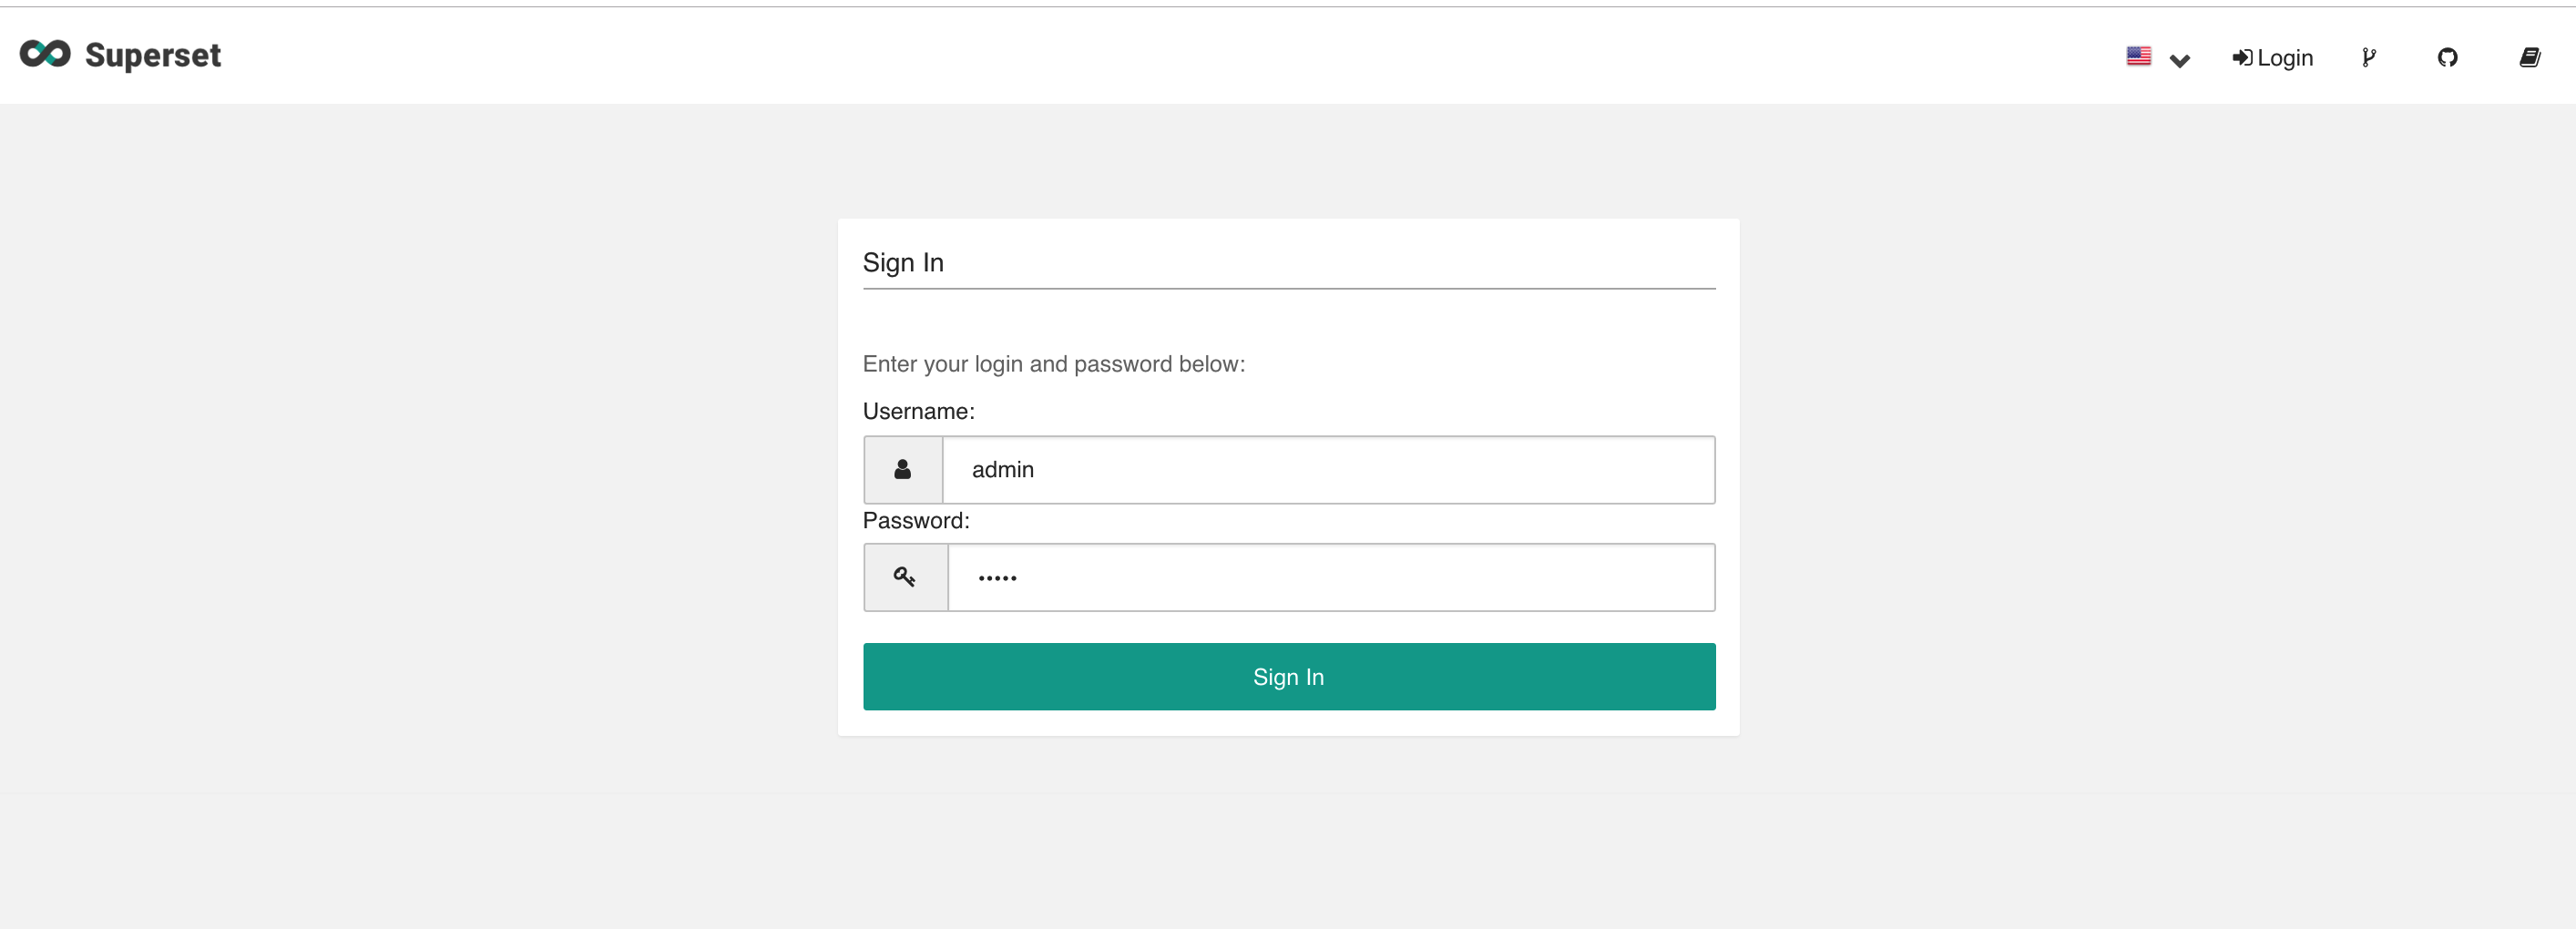 Superset
Login
Sign In
Enter your login and password below:
Username:
admin
Password:
•••••
Sign In